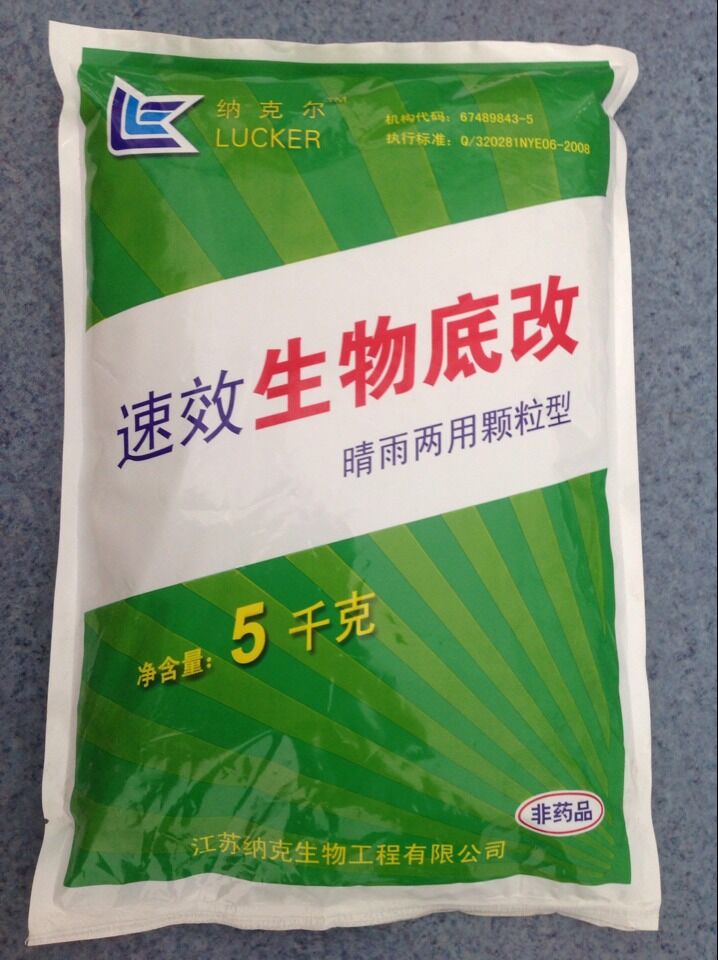 纳克尔™
LUCKER
机构代码：67489843-5
执行标准：Q/320281NYE06-2008
速效生物底改
晴雨两用颗粒型
净含量：5千克
非药品
江苏纳克生物工程有限公司